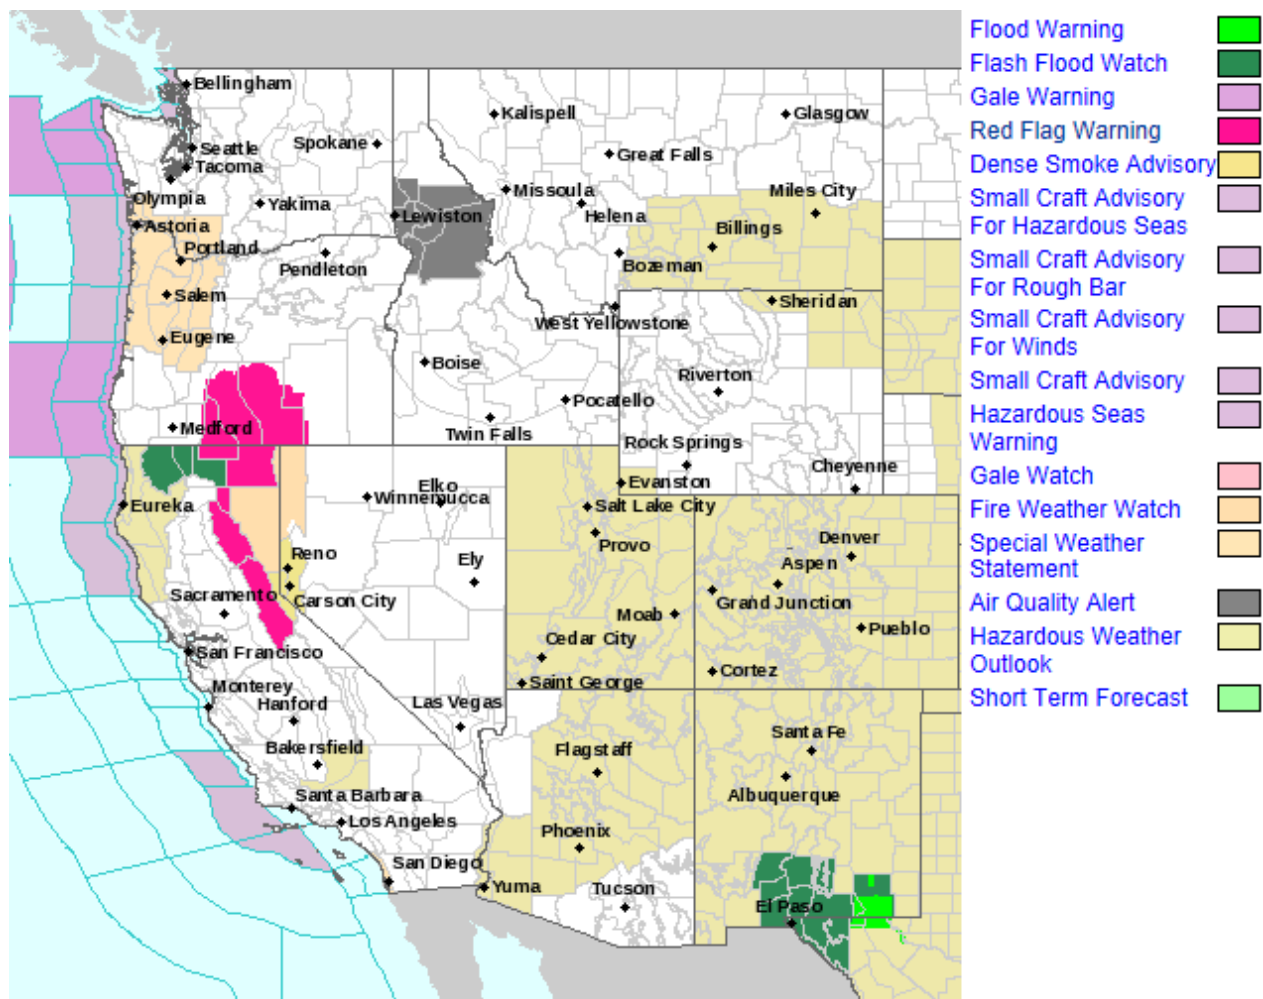 Bellingham
Seattle
Tacoma
Spokane
Olympia
Yakima
Astoria
Portland
Pendleton
Salem
Eugene
Medford
Lewiston
Kalispell
Glasgow
Great Falls
Missoula
Helena
Miles City
Billings
Bozeman
Sheridan
West Yellowstone
Boise
Pocatello
Twin Falls
Riverton
Rock Springs
Cheyenne
Evanston
Eureka
Elko
Winnemucca
Reno
Ely
Carson City
Sacramento
San Francisco
Monterey
Hanford
Las Vegas
Bakersfield
Santa Barbara
Los Angeles
San Diego
Salt Lake City
Provo
Moab
Cedar City
Saint George
Denver
Aspen
Grand Junction
Pueblo
Cortez
Santa Fe
Albuquerque
Flagstaff
Phoenix
Yuma
Tucson
El Paso
Flood Warning
Flash Flood Watch
Gale Warning
Red Flag Warning
Dense Smoke Advisory
Small Craft Advisory
For Hazardous Seas
Small Craft Advisory
For Rough Bar
Small Craft Advisory
For Winds
Small Craft Advisory
Hazardous Seas
Warning
Gale Watch
Fire Weather Watch
Special Weather
Statement
Air Quality Alert
Hazardous Weather
Outlook
Short Term Forecast